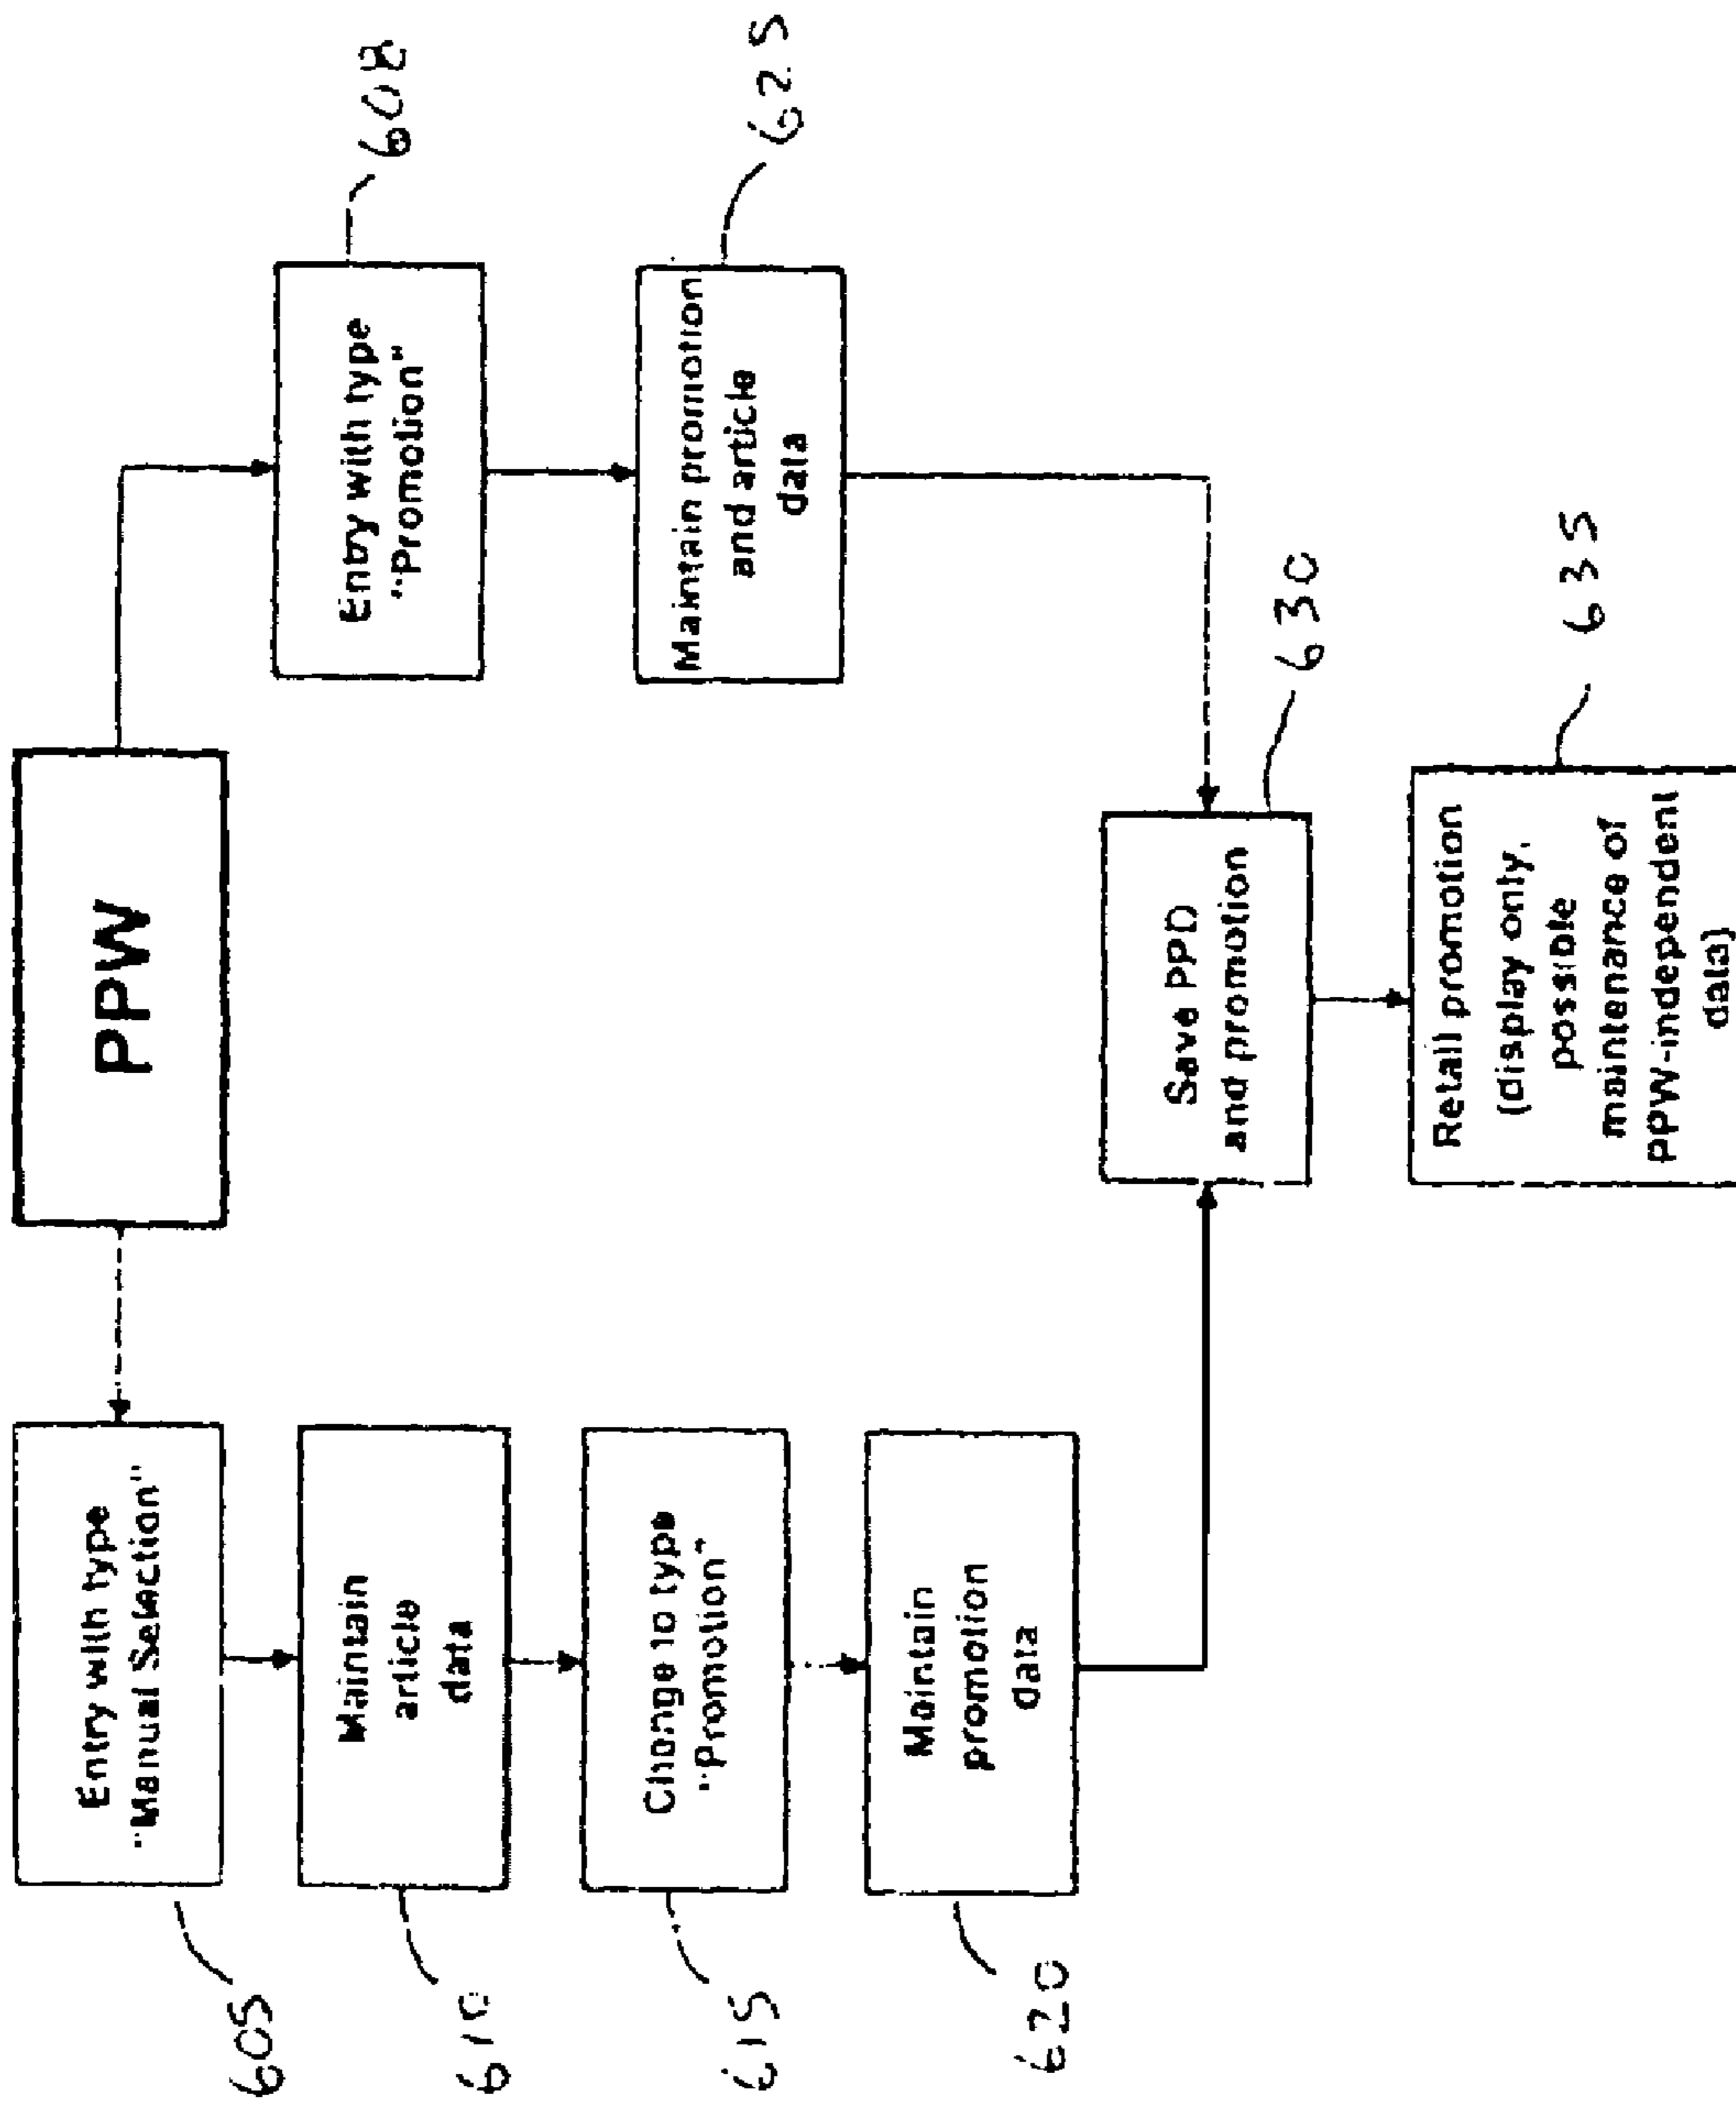 PPW
Entry with type
"Manual Selection"
605
Maintain
article
data
610
Change to type
"Promotion"
615
Maintain
promotion
data
620
Entry with type
"Promotion"
608
Maintain promotion
and article
data
625
Save PPD
and promotion
630
Retail promotion
(display only,
possible
maintenance of
PPW-independent
data)
635